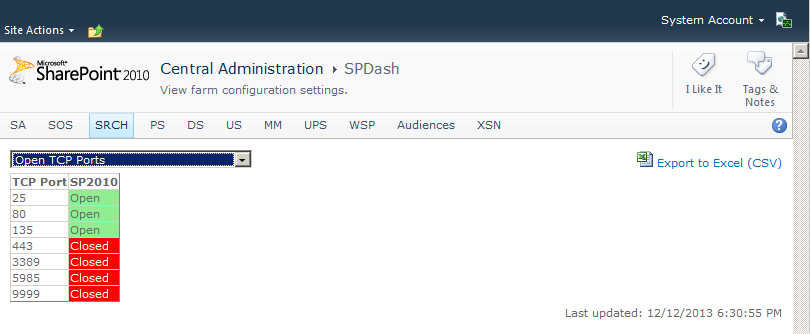 Site Actions
System Account
Microsoft
SharePoint 2010
Central Administration SPDash
View farm configuration settings.
I Like It
Tags &
Notes
SA SOS SRCH PS DS US MM UPS WSP Audiences XSN
Open TCP Ports
Export to Excel (CSV)
TCP Port SP2010
25 Open
80 Open
135 Open
443 Closed
3389 Closed
5985 Closed
9999 Closed
Last updated: 12/12/2013 6:30:55 PM